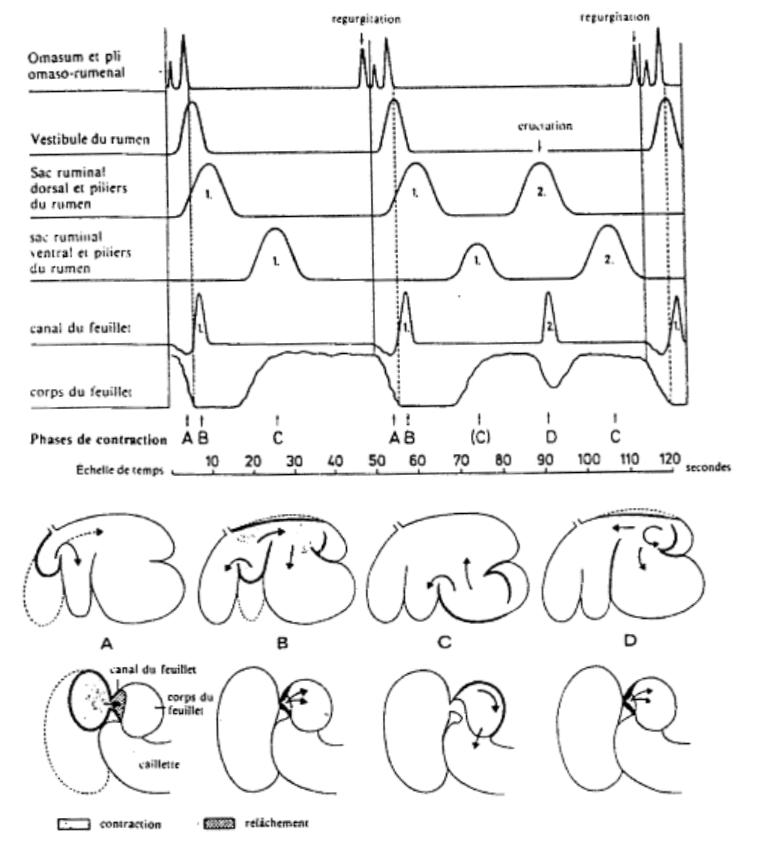 regurgitation regurgitation
Omasum et pli
omaso-rumenal
Vestibule du rumen
eructation
Sac ruminal
dorsal et piliers
du rumen
1. 1. 2.
sac ruminal
ventral et piliers
du rumen
1. 1. 2.
canal du feuillet
1. 1. 2. 1.
corps du feuillet
Phases de contraction A B C A B (C) D C
Échelle de temps 10 20 30 40 50 60 70 80 90 100 110 120 secondes
A B C D
canal du feuillet
corps du
feuillet
caillette
contraction relâchement